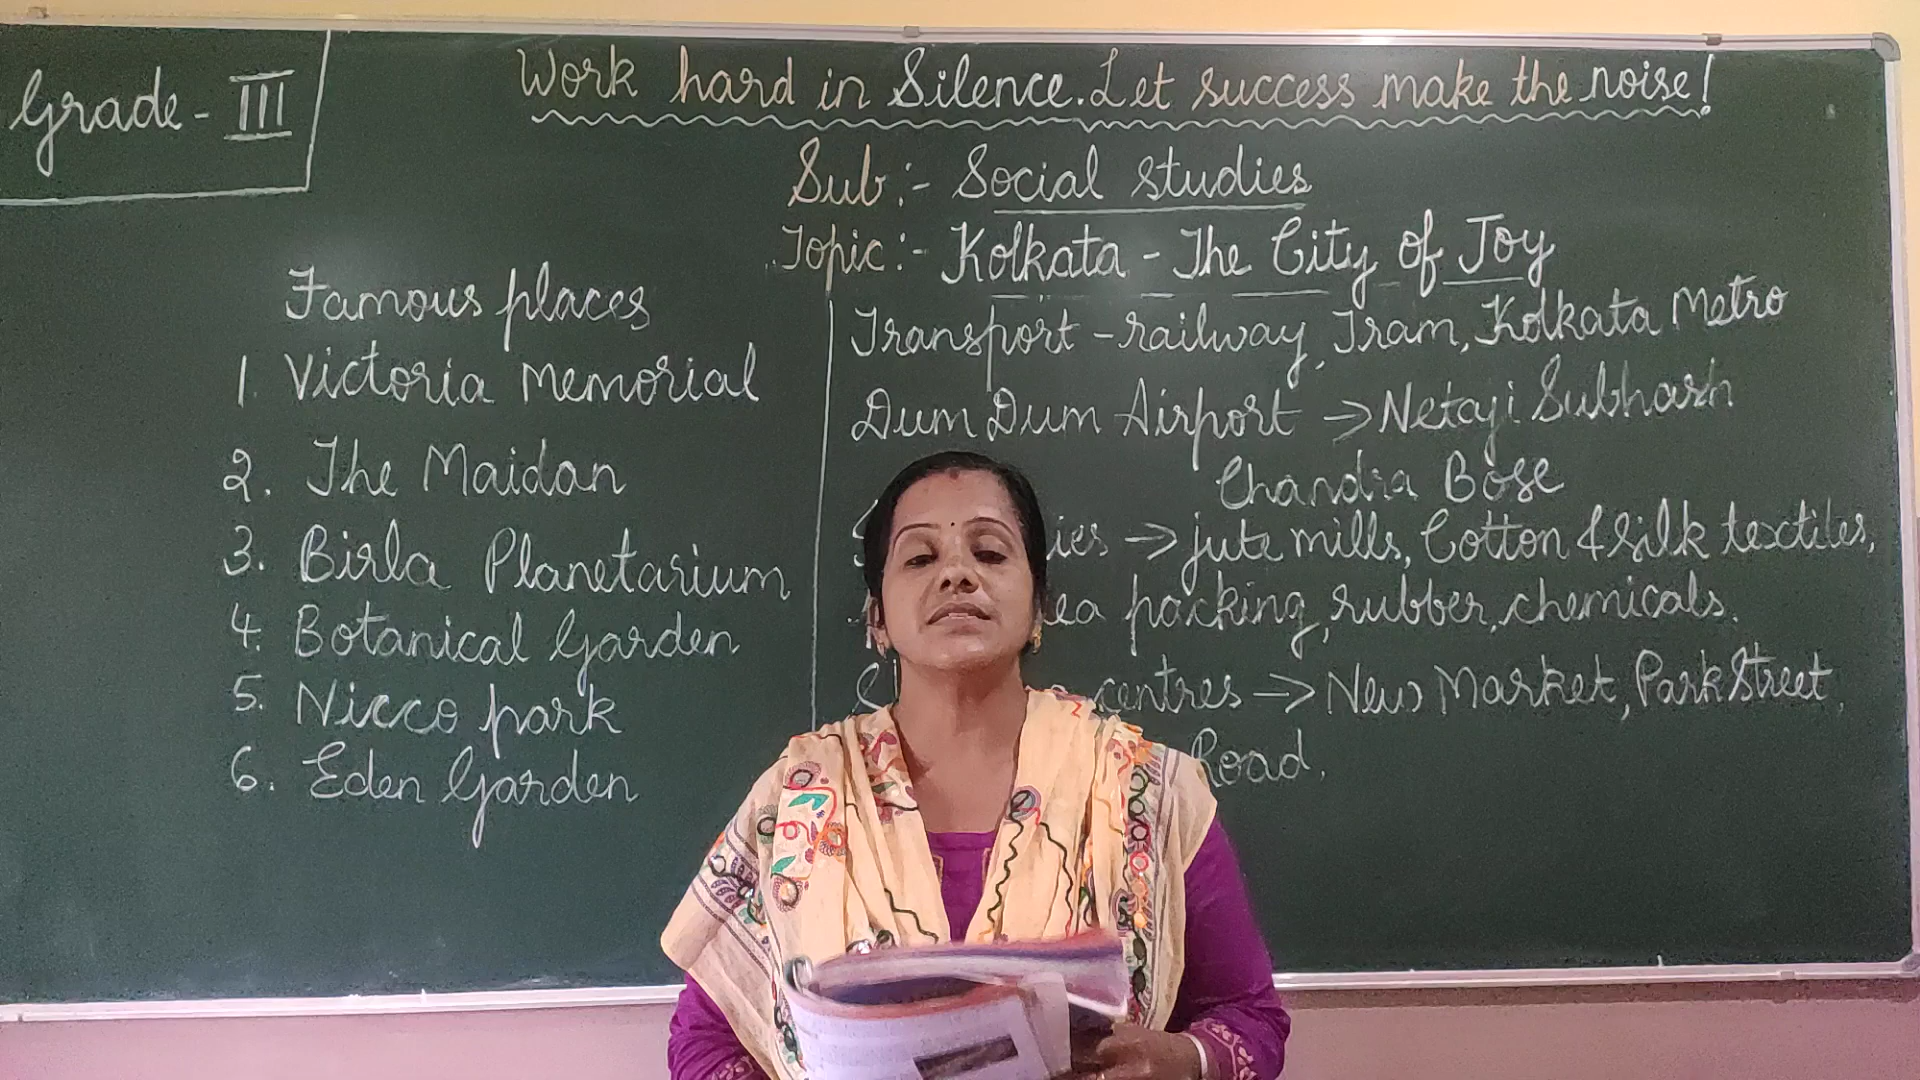 Grade - III
Work hard in Silence. Let success make the noise!
Sub:- Social studies
Topic:- Kolkata - The City of Joy
Famous places
1. Victoria Memorial
2. The Maidan
3. Birla Planetarium
4. Botanical Garden
5. Nicco park
6. Eden Garden
Transport - railway, Tram, Kolkata Metro
Dum Dum Airport → Netaji Subhash
Chandra Bose
→ jute mills, Cotton & Silk textiles,
packing, rubber, chemicals.
centres → New Market, Park Street,
Road.